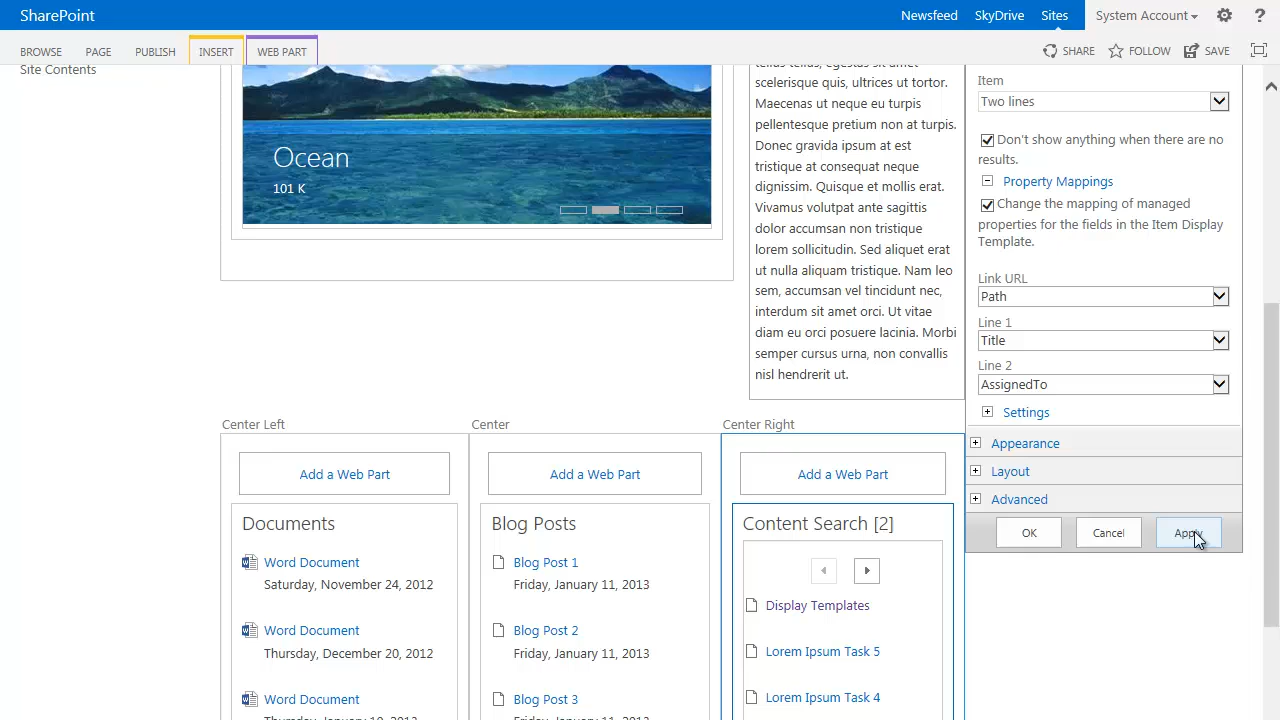 SharePoint
Newsfeed SkyDrive Sites System Account ?
BROWSE PAGE PUBLISH INSERT WEB PART
SHARE FOLLOW SAVE
Site Contents
Ocean
101 K
scelerisque quis, ultrices ut tortor.
Maecenas ut neque eu turpis
pellentesque pretium non at turpis.
Donec gravida ipsum at est
tristique at consequat neque
dignissim. Quisque et mollis erat.
Vivamus volutpat ante sagittis
dolor accumsan non tristique
lorem sollicitudin. Sed aliquet erat
ut nulla aliquam tristique. Nam leo
sem, accumsan vel tincidunt nec,
interdum sit amet orci. Ut vitae
diam eu orci posuere lacinia. Morbi
semper cursus urna, non convallis
nisl hendrerit ut.
Item
Two lines
Don't show anything when there are no
results.
Property Mappings
Change the mapping of managed
properties for the fields in the Item Display
Template.
Link URL
Path
Line 1
Title
Line 2
AssignedTo
Settings
Appearance
Layout
Advanced
OK Cancel Apply
Center Left
Add a Web Part
Documents
Word Document
Saturday, November 24, 2012
Word Document
Thursday, December 20, 2012
Word Document
Center
Add a Web Part
Blog Posts
Blog Post 1
Friday, January 11, 2013
Blog Post 2
Friday, January 11, 2013
Blog Post 3
Center Right
Add a Web Part
Content Search [2]
Display Templates
Lorem Ipsum Task 5
Lorem Ipsum Task 4